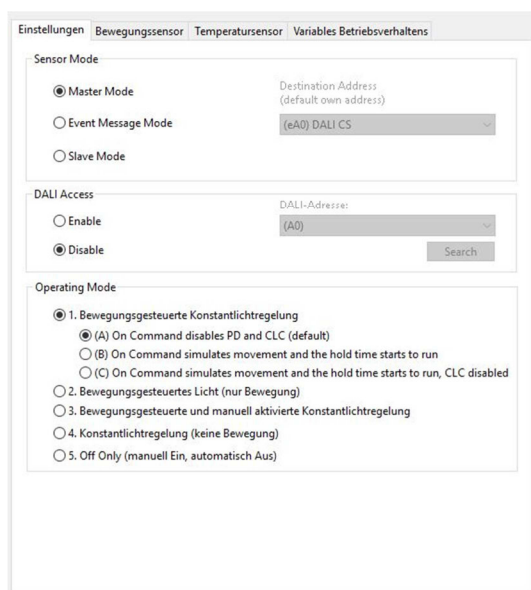 Einstellungen Bewegungssensor Temperatursensor Variables Betriebsverhaltens
Sensor Mode
Master Mode
Destination Address
(default own address)
Event Message Mode
(eA0) DALI CS
Slave Mode
DALI Access
DALI-Adresse:
Enable
(A0)
Disable
Search
Operating Mode
1. Bewegungsgesteuerte Konstantlichtregelung
(A) On Command disables PD and CLC (default)
(B) On Command simulates movement and the hold time starts to run
(C) On Command simulates movement and the hold time starts to run, CLC disabled
2. Bewegungsgesteuertes Licht (nur Bewegung)
3. Bewegungsgesteuerte und manuell aktivierte Konstantlichtregelung
4. Konstantlichtregelung (keine Bewegung)
5. Off Only (manuell Ein, automatisch Aus)